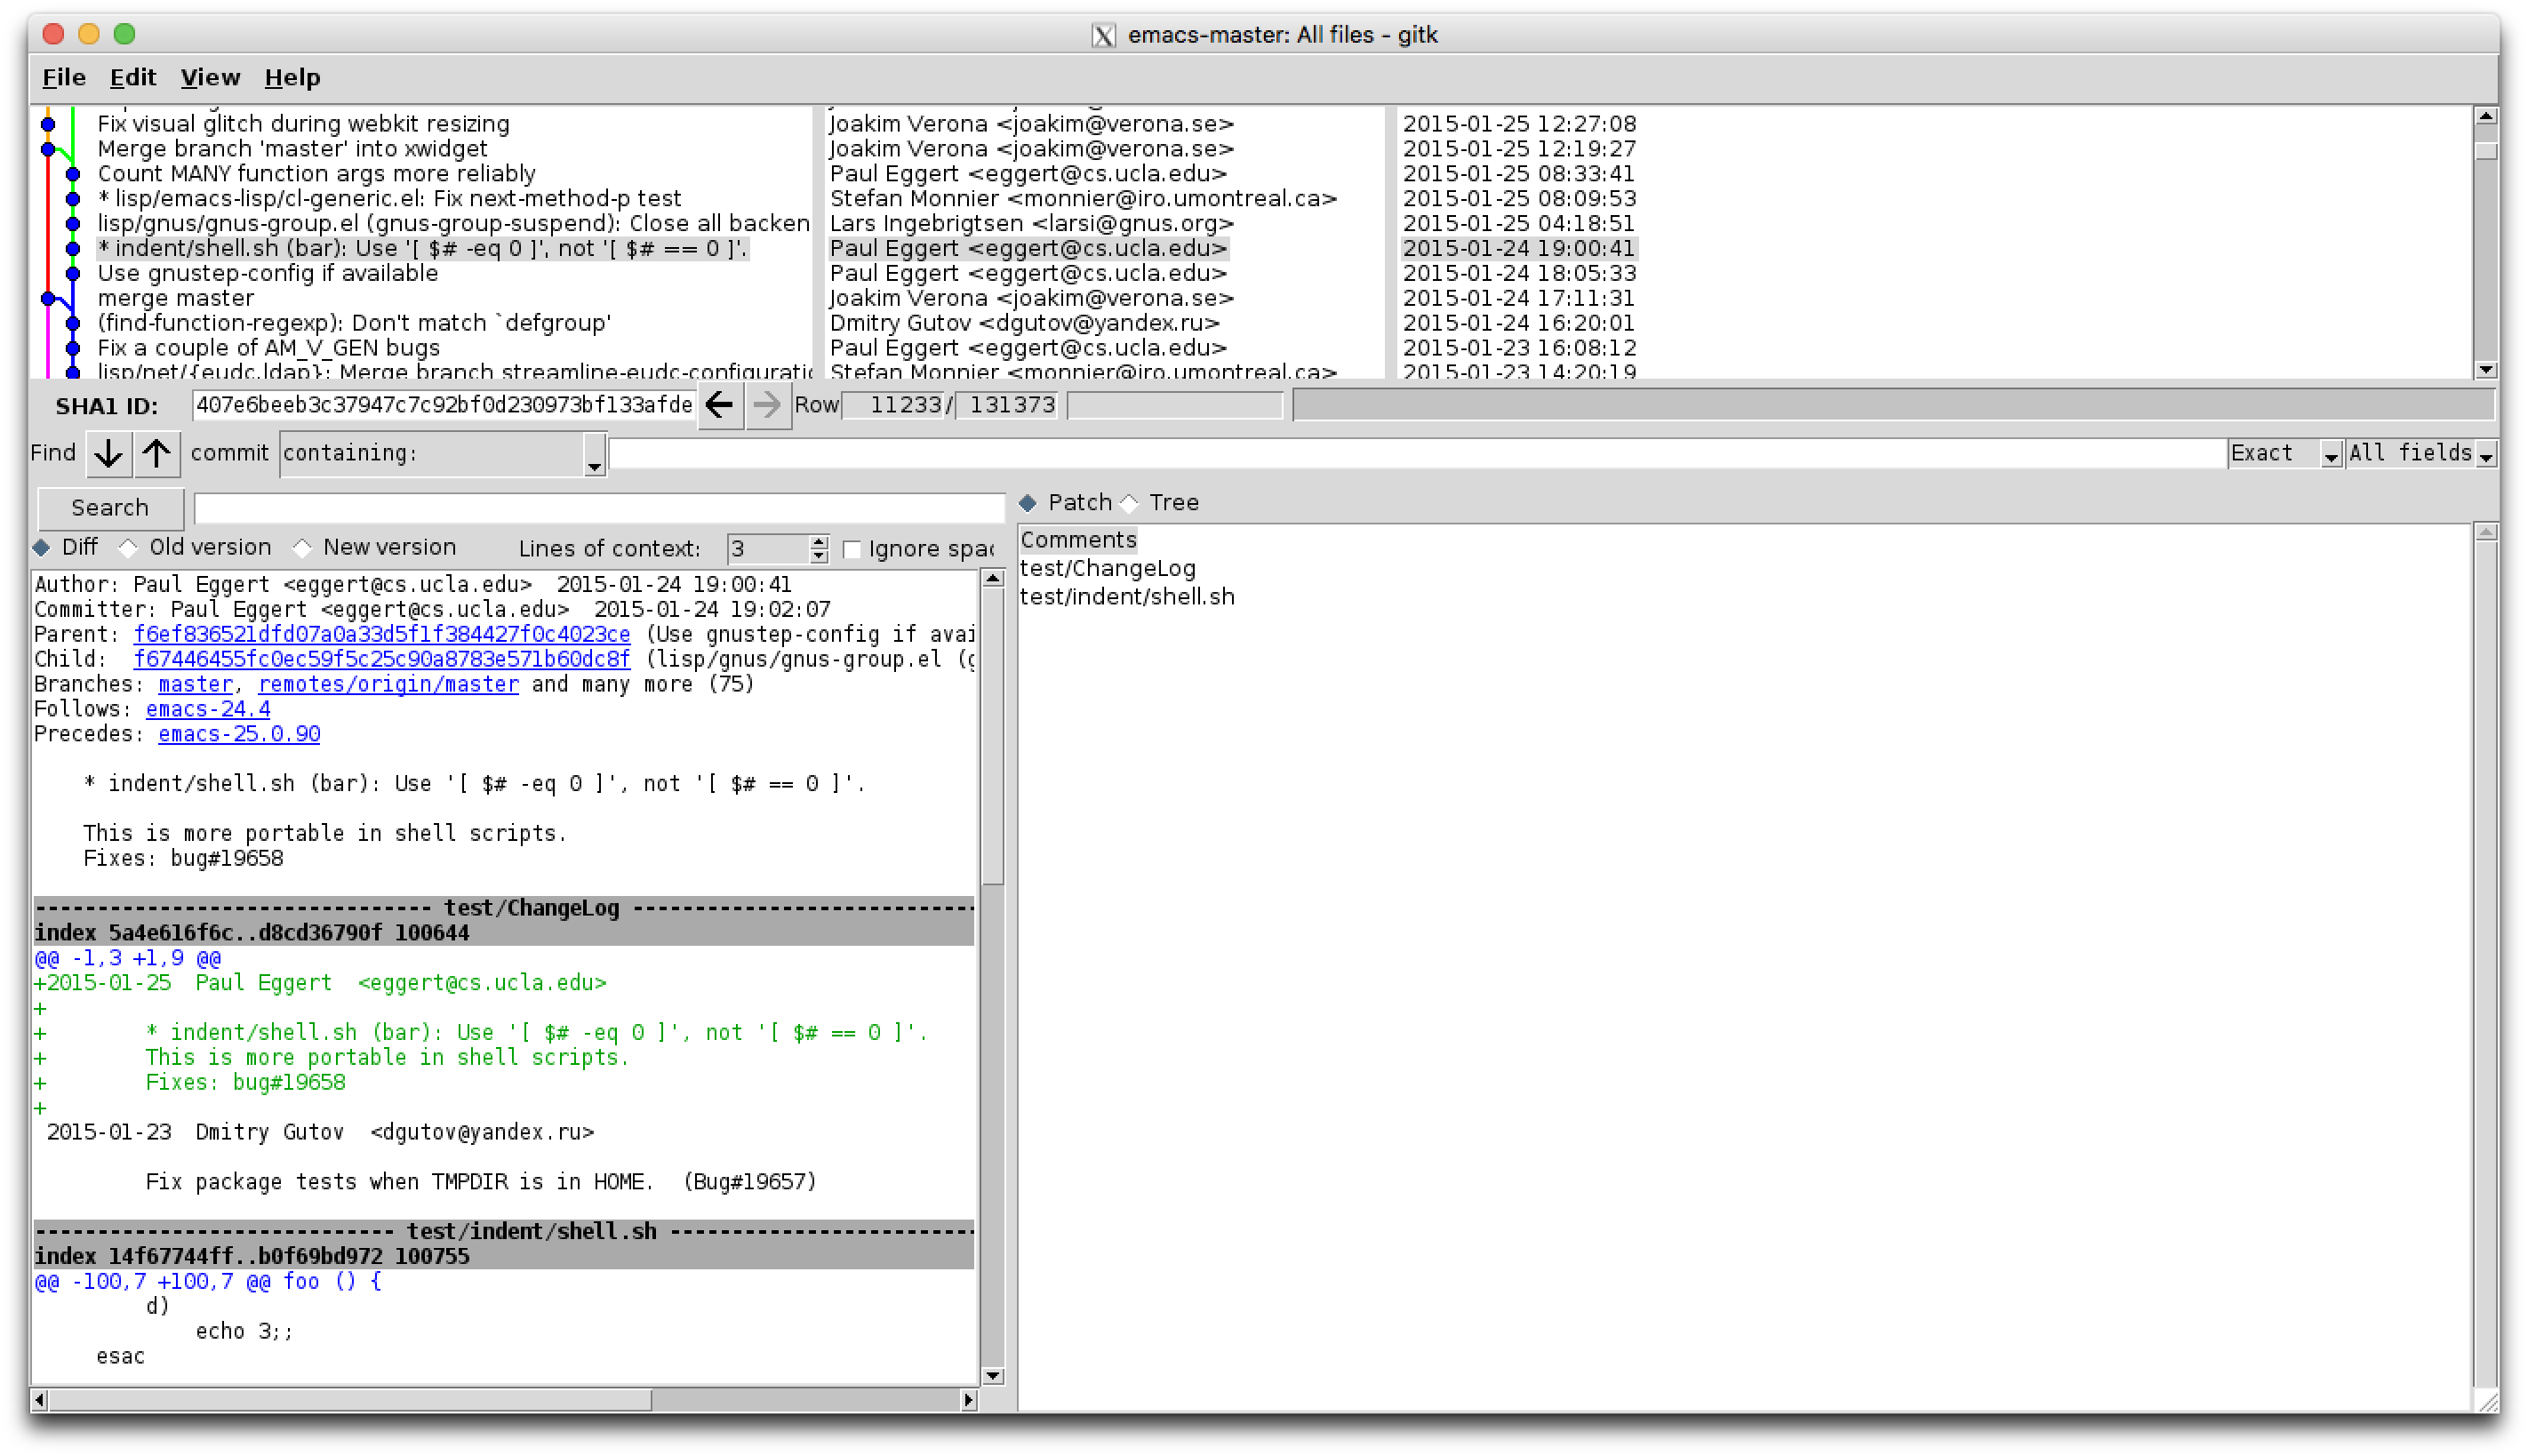 emacs-master: All files - gitk
File Edit View Help
Fix visual glitch during webkit resizing Joakim Verona <joakim@verona.se> 2015-01-25 12:27:08
Merge branch 'master' into xwidget Joakim Verona <joakim@verona.se> 2015-01-25 12:19:27
Count MANY function args more reliably Paul Eggert <eggert@cs.ucla.edu> 2015-01-25 08:33:41
* lisp/emacs-lisp/cl-generic.el: Fix next-method-p test Stefan Monnier <monnier@iro.umontreal.ca> 2015-01-25 08:09:53
lisp/gnus/gnus-group.el (gnus-group-suspend): Close all backen Lars Ingebrigtsen <larsi@gnus.org> 2015-01-25 04:18:51
* indent/shell.sh (bar): Use '[ $# -eq 0 ]', not '[ $# == 0 ]'. Paul Eggert <eggert@cs.ucla.edu> 2015-01-24 19:00:41
Use gnustep-config if available Paul Eggert <eggert@cs.ucla.edu> 2015-01-24 18:05:33
merge master Joakim Verona <joakim@verona.se> 2015-01-24 17:11:31
(find-function-regexp): Don't match `defgroup' Dmitry Gutov <dgutov@yandex.ru> 2015-01-24 16:20:01
Fix a couple of AM_V_GEN bugs Paul Eggert <eggert@cs.ucla.edu> 2015-01-23 16:08:12
lisp/net/{eudc,ldap}: Merge branch streamline-eudc-configuratic Stefan Monnier <monnier@iro.umontreal.ca> 2015-01-23 14:20:19
SHA1 ID: 407e6beeb3c37947c7c92bf0d230973bf133afde Row 11233 / 131373
Find commit containing: Exact All fields
Search
Patch Tree
Diff Old version New version Lines of context: 3 Ignore spac
Comments
test/ChangeLog
test/indent/shell.sh
Author: Paul Eggert <eggert@cs.ucla.edu>  2015-01-24 19:00:41
Committer: Paul Eggert <eggert@cs.ucla.edu>  2015-01-24 19:02:07
Parent: f6ef836521dfd07a0a33d5f1f384427f0c4023ce (Use gnustep-config if avai
Child:  f67446455fc0ec59f5c25c90a8783e571b60dc8f (lisp/gnus/gnus-group.el (g
Branches: master, remotes/origin/master and many more (75)
Follows: emacs-24.4
Precedes: emacs-25.0.90
* indent/shell.sh (bar): Use '[ $# -eq 0 ]', not '[ $# == 0 ]'.
This is more portable in shell scripts.
Fixes: bug#19658
-------------------------------- test/ChangeLog ----------------------------
index 5a4e616f6c..d8cd36790f 100644
@@ -1,3 +1,9 @@
+2015-01-25  Paul Eggert  <eggert@cs.ucla.edu>
+
+        * indent/shell.sh (bar): Use '[ $# -eq 0 ]', not '[ $# == 0 ]'.
+        This is more portable in shell scripts.
+        Fixes: bug#19658
+
2015-01-23  Dmitry Gutov  <dgutov@yandex.ru>
Fix package tests when TMPDIR is in HOME.  (Bug#19657)
----------------------------- test/indent/shell.sh -------------------------
index 14f67744ff..b0f69bd972 100755
@@ -100,7 +100,7 @@ foo () {
d)
echo 3;;
esac